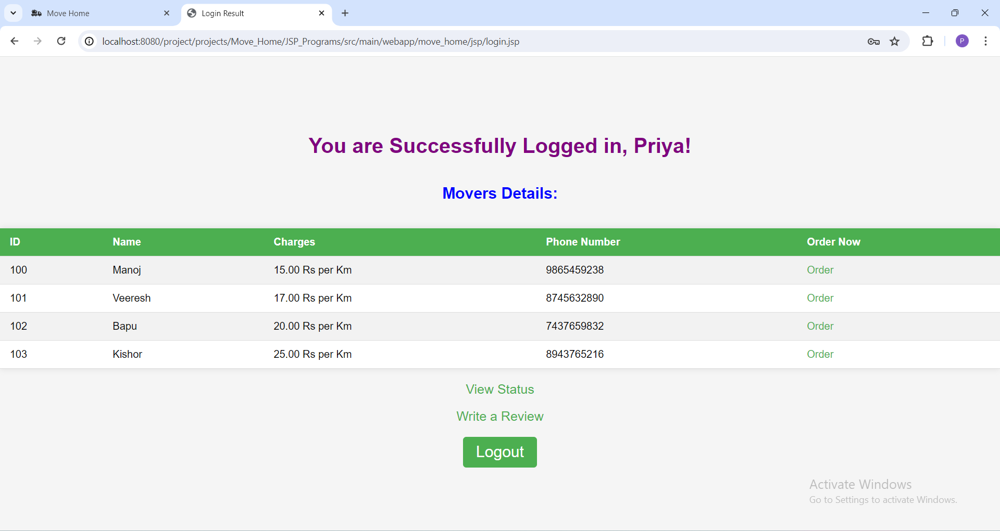 Move Home
Login Result
localhost:8080/project/projects/Move_Home/JSP_Programs/src/main/webapp/move_home/jsp/login.jsp
P
You are Successfully Logged in, Priya!
Movers Details:
ID Name Charges Phone Number Order Now
100 Manoj 15.00 Rs per Km 9865459238 Order
101 Veeresh 17.00 Rs per Km 8745632890 Order
102 Bapu 20.00 Rs per Km 7437659832 Order
103 Kishor 25.00 Rs per Km 8943765216 Order
View Status
Write a Review
Logout
Activate Windows
Go to Settings to activate Windows.